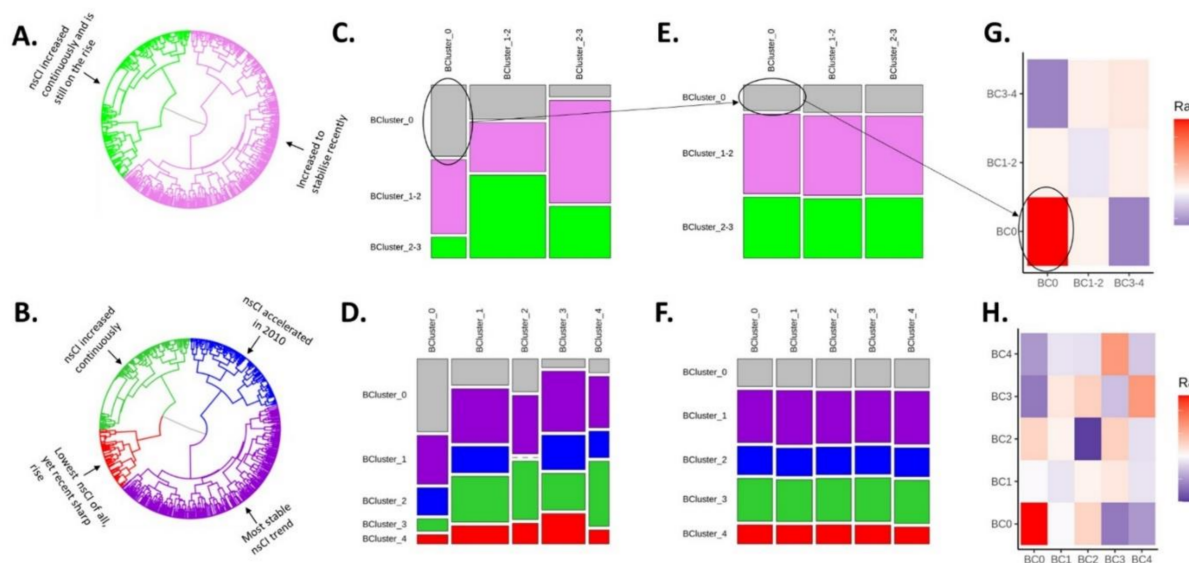 A.
nsCI increased
continuously and is
still on the rise
Increased to
stabilise recently
C.
BCluster_0
BCluster_1-2
BCluster_2-3
BCluster_0
BCluster_1-2
BCluster_2-3
E.
BCluster_0
BCluster_1-2
BCluster_2-3
BCluster_0
BCluster_1-2
BCluster_2-3
G.
BC3-4
BC1-2
BC0
BC0
BC1-2
BC3-4
Ra
B.
nsCI increased
continuously
nsCI accelerated
in 2010
Lowest nsCI of all,
yet recent sharp
rise
Most stable
nsCI trend
D.
BCluster_0
BCluster_1
BCluster_2
BCluster_3
BCluster_4
BCluster_0
BCluster_1
BCluster_2
BCluster_3
BCluster_4
F.
BCluster_0
BCluster_1
BCluster_2
BCluster_3
BCluster_4
BCluster_0
BCluster_1
BCluster_2
BCluster_3
BCluster_4
H.
BC4
BC3
BC2
BC1
BC0
BC0 BC1 BC2 BC3 BC4
Ra